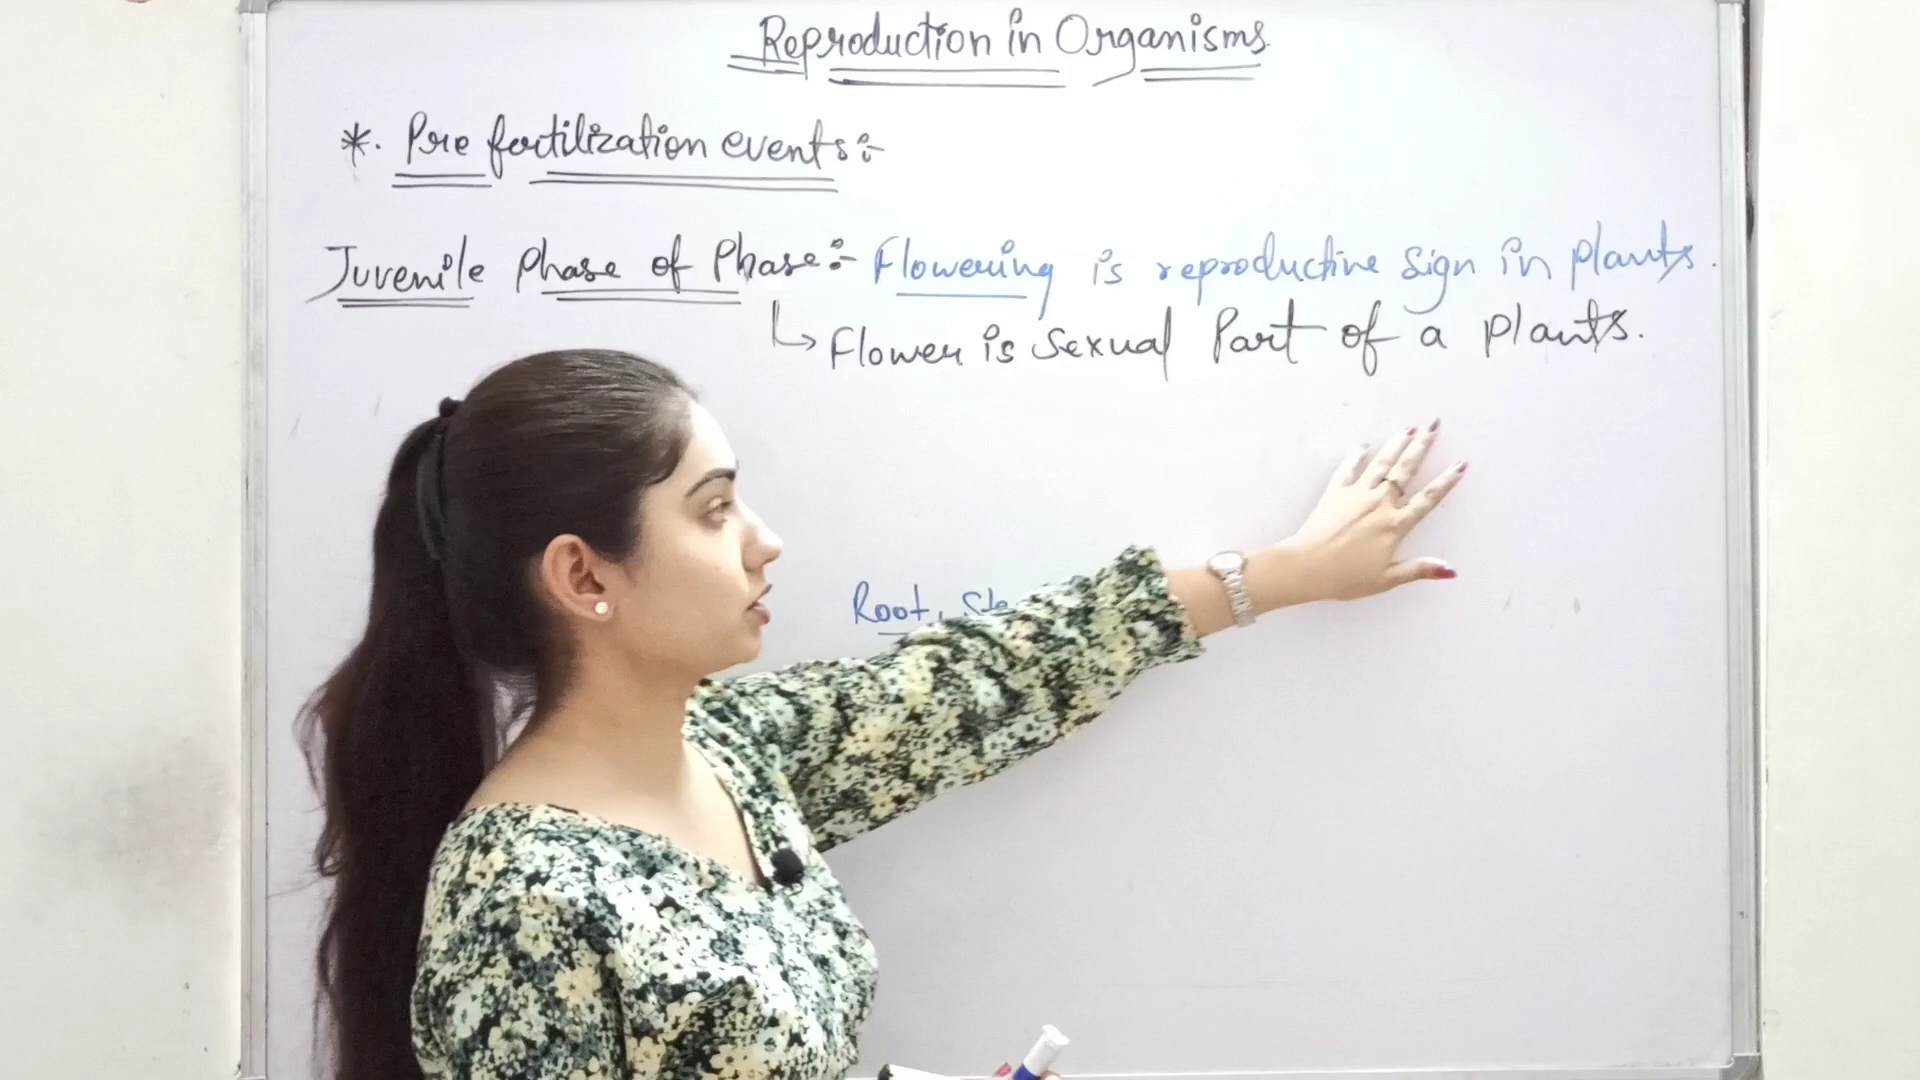 Reproduction in Organisms
*. Pre fertilization events:-
Juvenile Phase of Phase:- Flowering is reproductive sign in plants.
↳ Flower is Sexual Part of a plants.
Root,